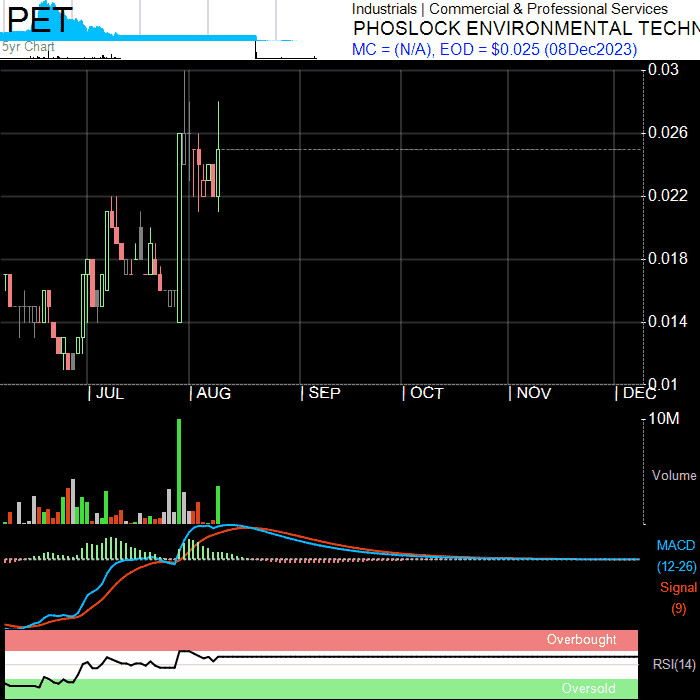 PET
5yr Chart
Industrials | Commercial & Professional Services
PHOSLOCK ENVIRONMENTAL TECHN
MC = (N/A), EOD = $0.025 (08Dec2023)
0.03
0.026
0.022
0.018
0.014
0.01
JUL AUG SEP OCT NOV DEC
10M
Volume
MACD
(12-26)
Signal
(9)
Overbought
RSI(14)
Oversold